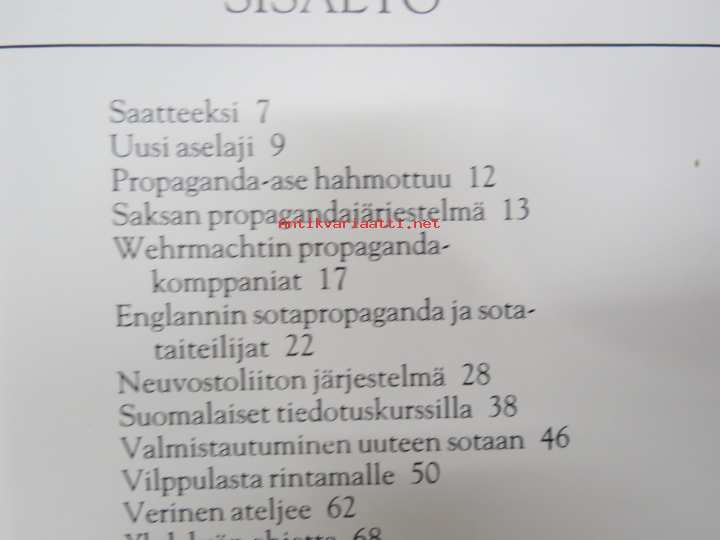 SISÄLTÖ
Saatteeksi 7
Uusi aselaji 9
Propaganda-ase hahmottuu 12
Saksan propagandajärjestelmä 13
Antikvariaatti.net
Wehrmachtin propaganda-
komppaniat 17
Englannin sotapropaganda ja sota-
taiteilijat 22
Neuvostoliiton järjestelmä 28
Suomalaiset tiedotuskurssilla 38
Valmistautuminen uuteen sotaan 46
Vilppulasta rintamalle 50
Verinen ateljee 62
68